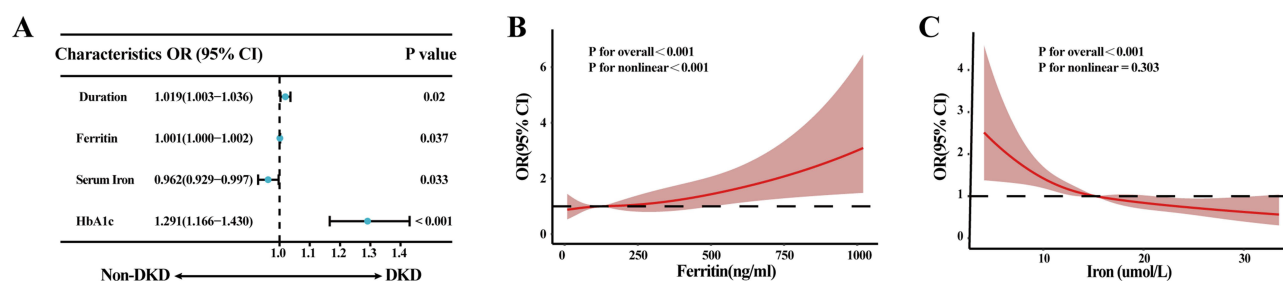 A
Characteristics OR (95% CI) P value
Duration 1.019(1.003−1.036) 0.02
Ferritin 1.001(1.000−1.002) 0.037
Serum Iron 0.962(0.929−0.997) 0.033
HbA1c 1.291(1.166−1.430) <0.001
1.0 1.1 1.2 1.3 1.4
Non-DKD DKD
B
P for overall<0.001
P for nonlinear<0.001
OR(95% CI)
6
4
2
0
0 250 500 750 1000
Ferritin(ng/ml)
C
P for overall<0.001
P for nonlinear = 0.303
OR(95% CI)
4
3
2
1
0
10 20 30
Iron (umol/L)